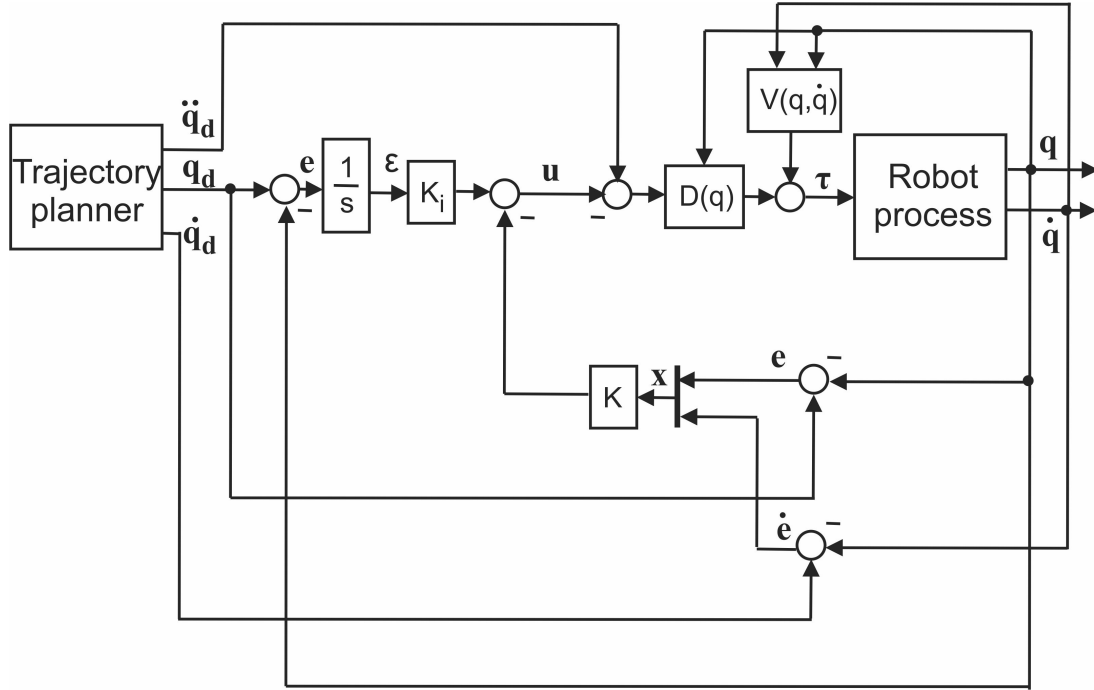 q̈d
Trajectory
planner
qd
q̇d
e
−
1
s
ε
Ki
−
u
−
D(q)
V(q,q̇)
τ
Robot
process
q
q̇
K
x
e
−
ė
−